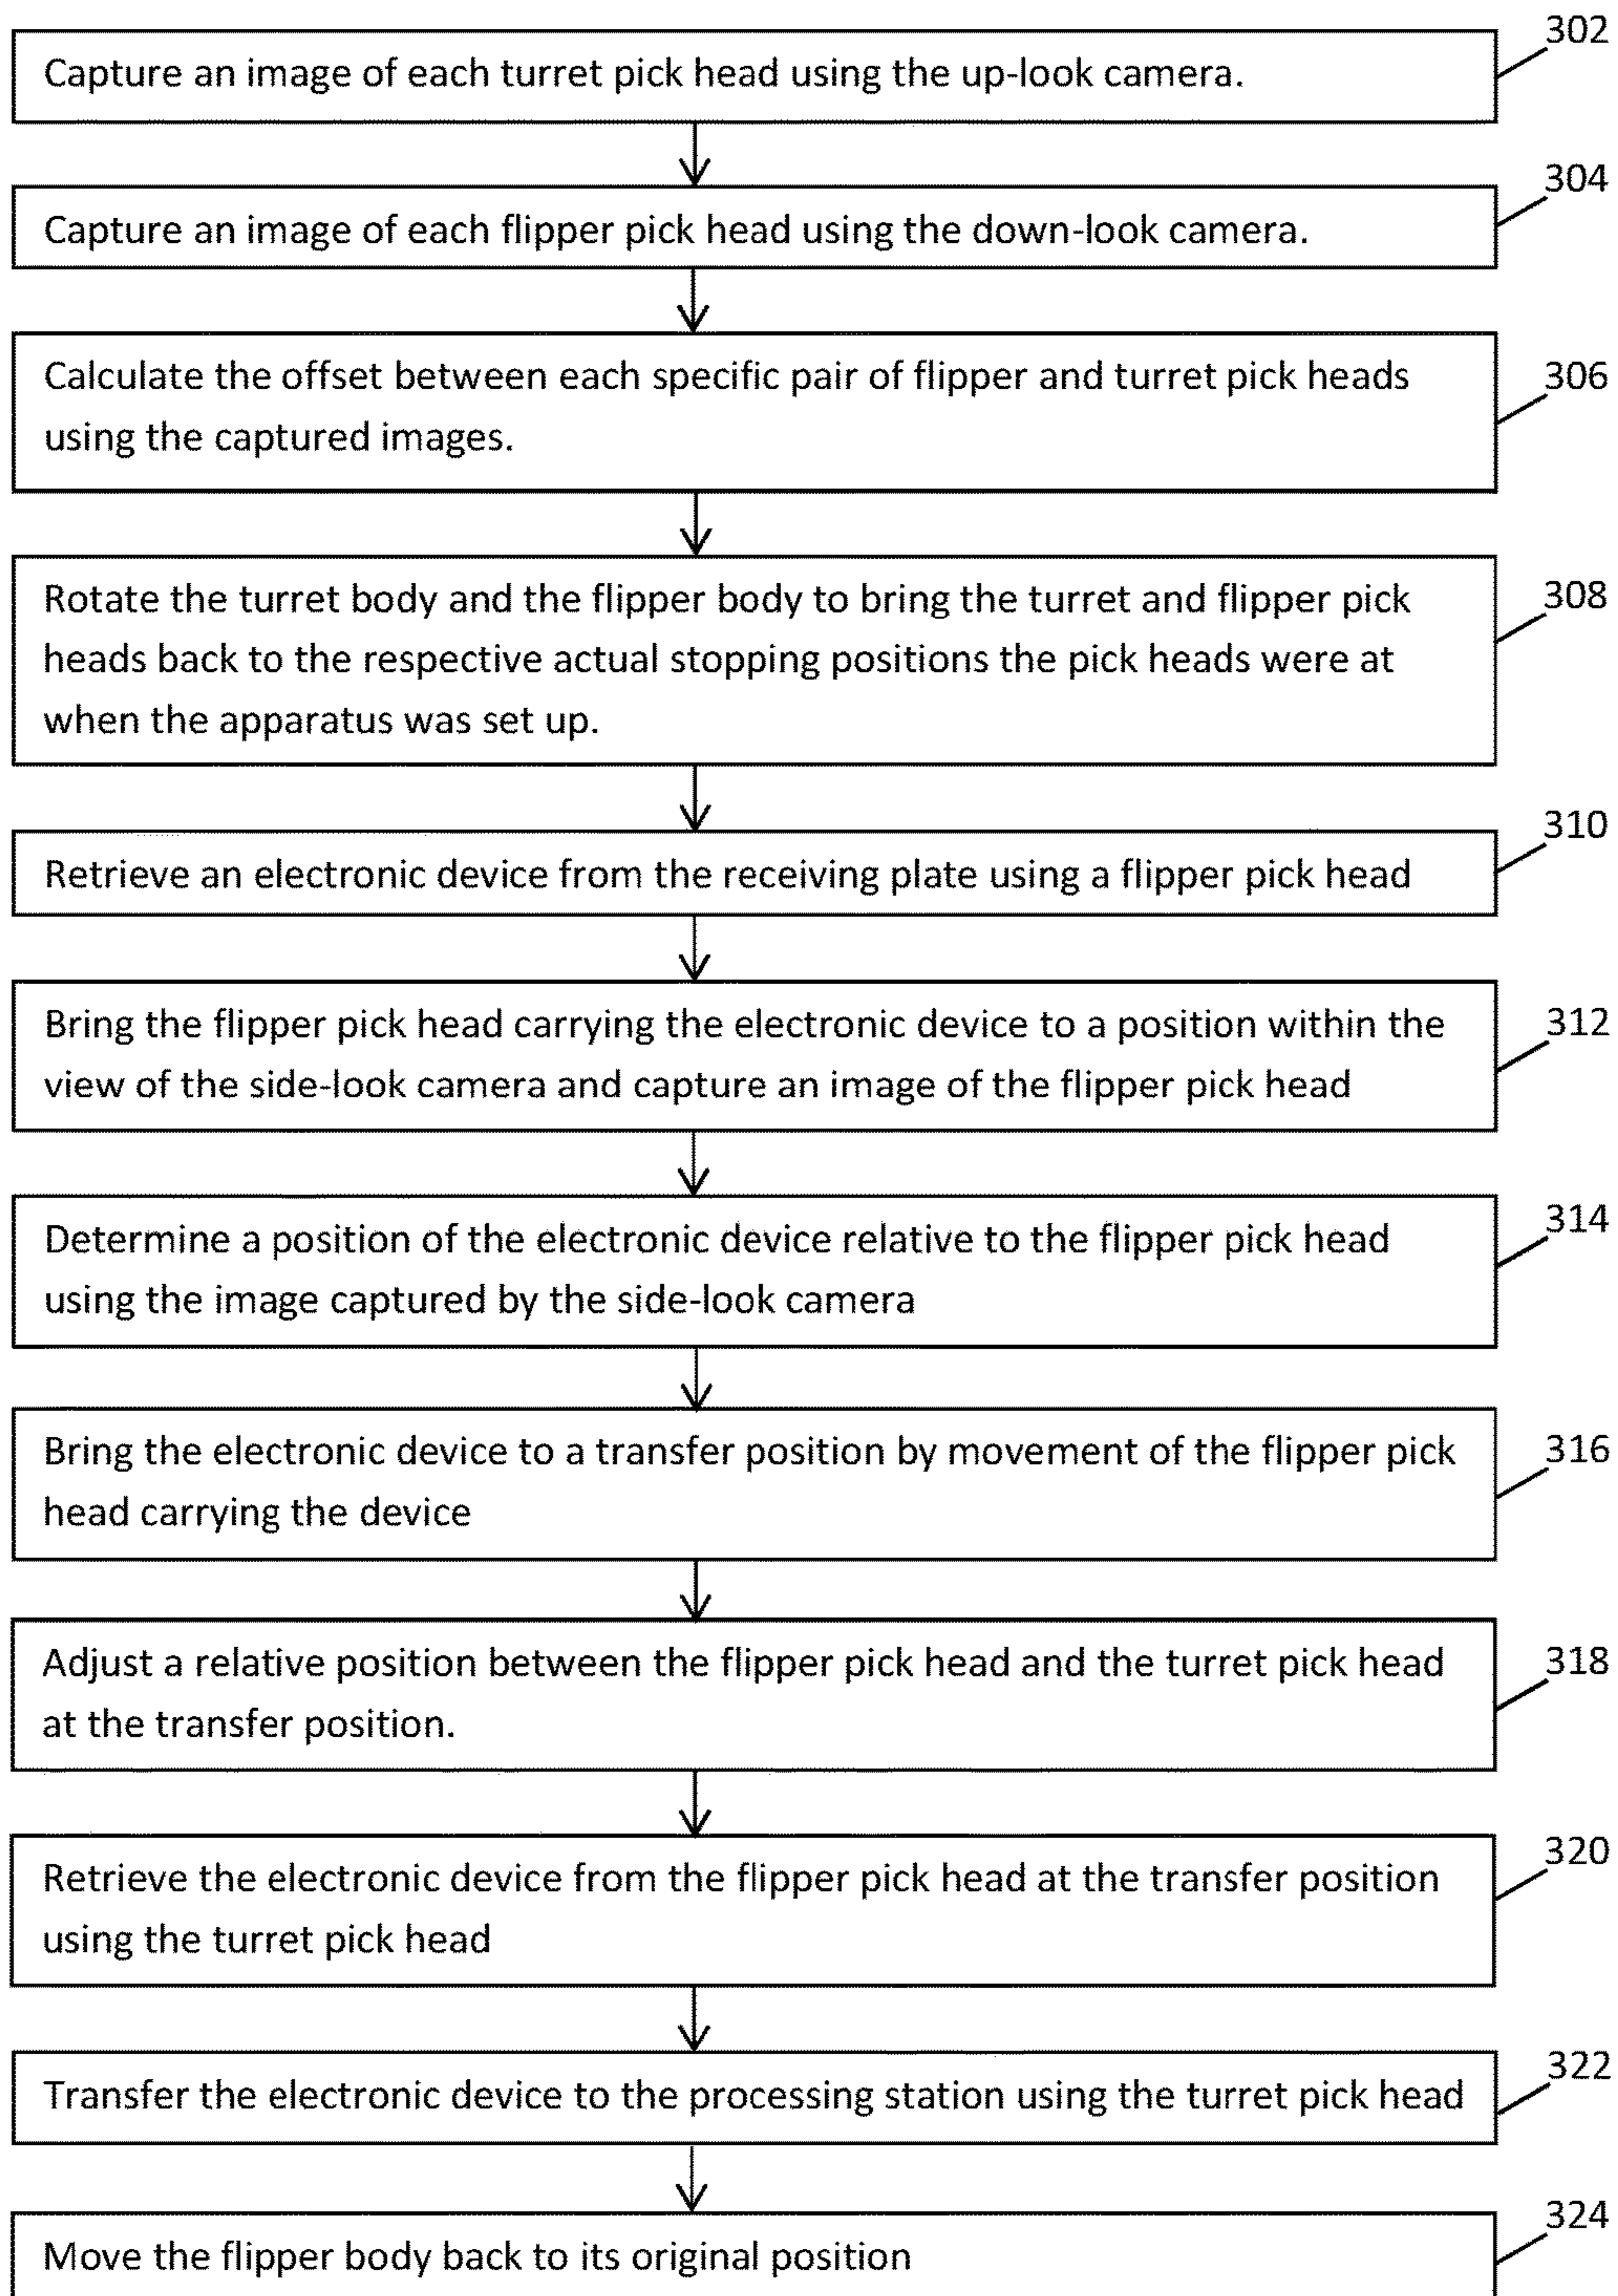 302
Capture an image of each turret pick head using the up-look camera.
304
Capture an image of each flipper pick head using the down-look camera.
306
Calculate the offset between each specific pair of flipper and turret pick heads
using the captured images.
308
Rotate the turret body and the flipper body to bring the turret and flipper pick
heads back to the respective actual stopping positions the pick heads were at
when the apparatus was set up.
310
Retrieve an electronic device from the receiving plate using a flipper pick head
312
Bring the flipper pick head carrying the electronic device to a position within the
view of the side-look camera and capture an image of the flipper pick head
314
Determine a position of the electronic device relative to the flipper pick head
using the image captured by the side-look camera
316
Bring the electronic device to a transfer position by movement of the flipper pick
head carrying the device
318
Adjust a relative position between the flipper pick head and the turret pick head
at the transfer position.
320
Retrieve the electronic device from the flipper pick head at the transfer position
using the turret pick head
322
Transfer the electronic device to the processing station using the turret pick head
324
Move the flipper body back to its original position